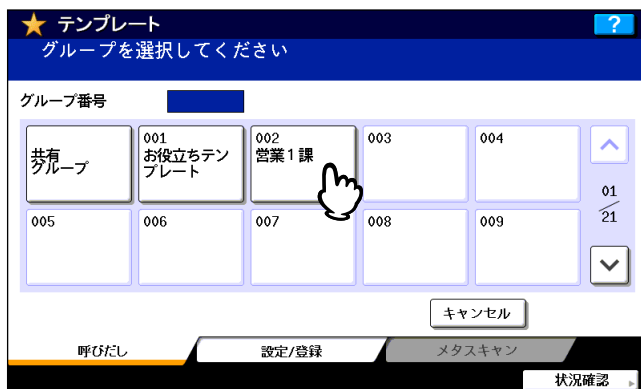 テンプレート
?
グループを選択してください
グループ番号
共有
グループ
001
お役立ちテン
プレート
002
営業1課
003
004
005
006
007
008
009
01
21
キャンセル
呼びだし
設定/登録
メタスキャン
状況確認